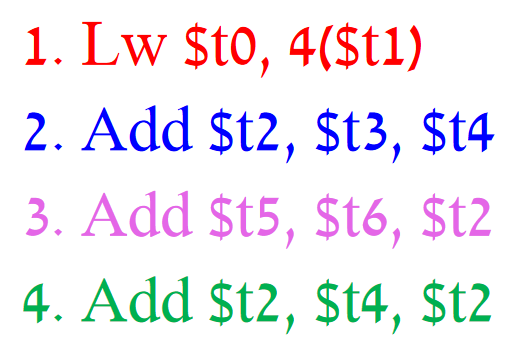 1. Lw $t0, 4($t1)
2. Add $t2, $t3, $t4
3. Add $t5, $t6, $t2
4. Add $t2, $t4, $t2